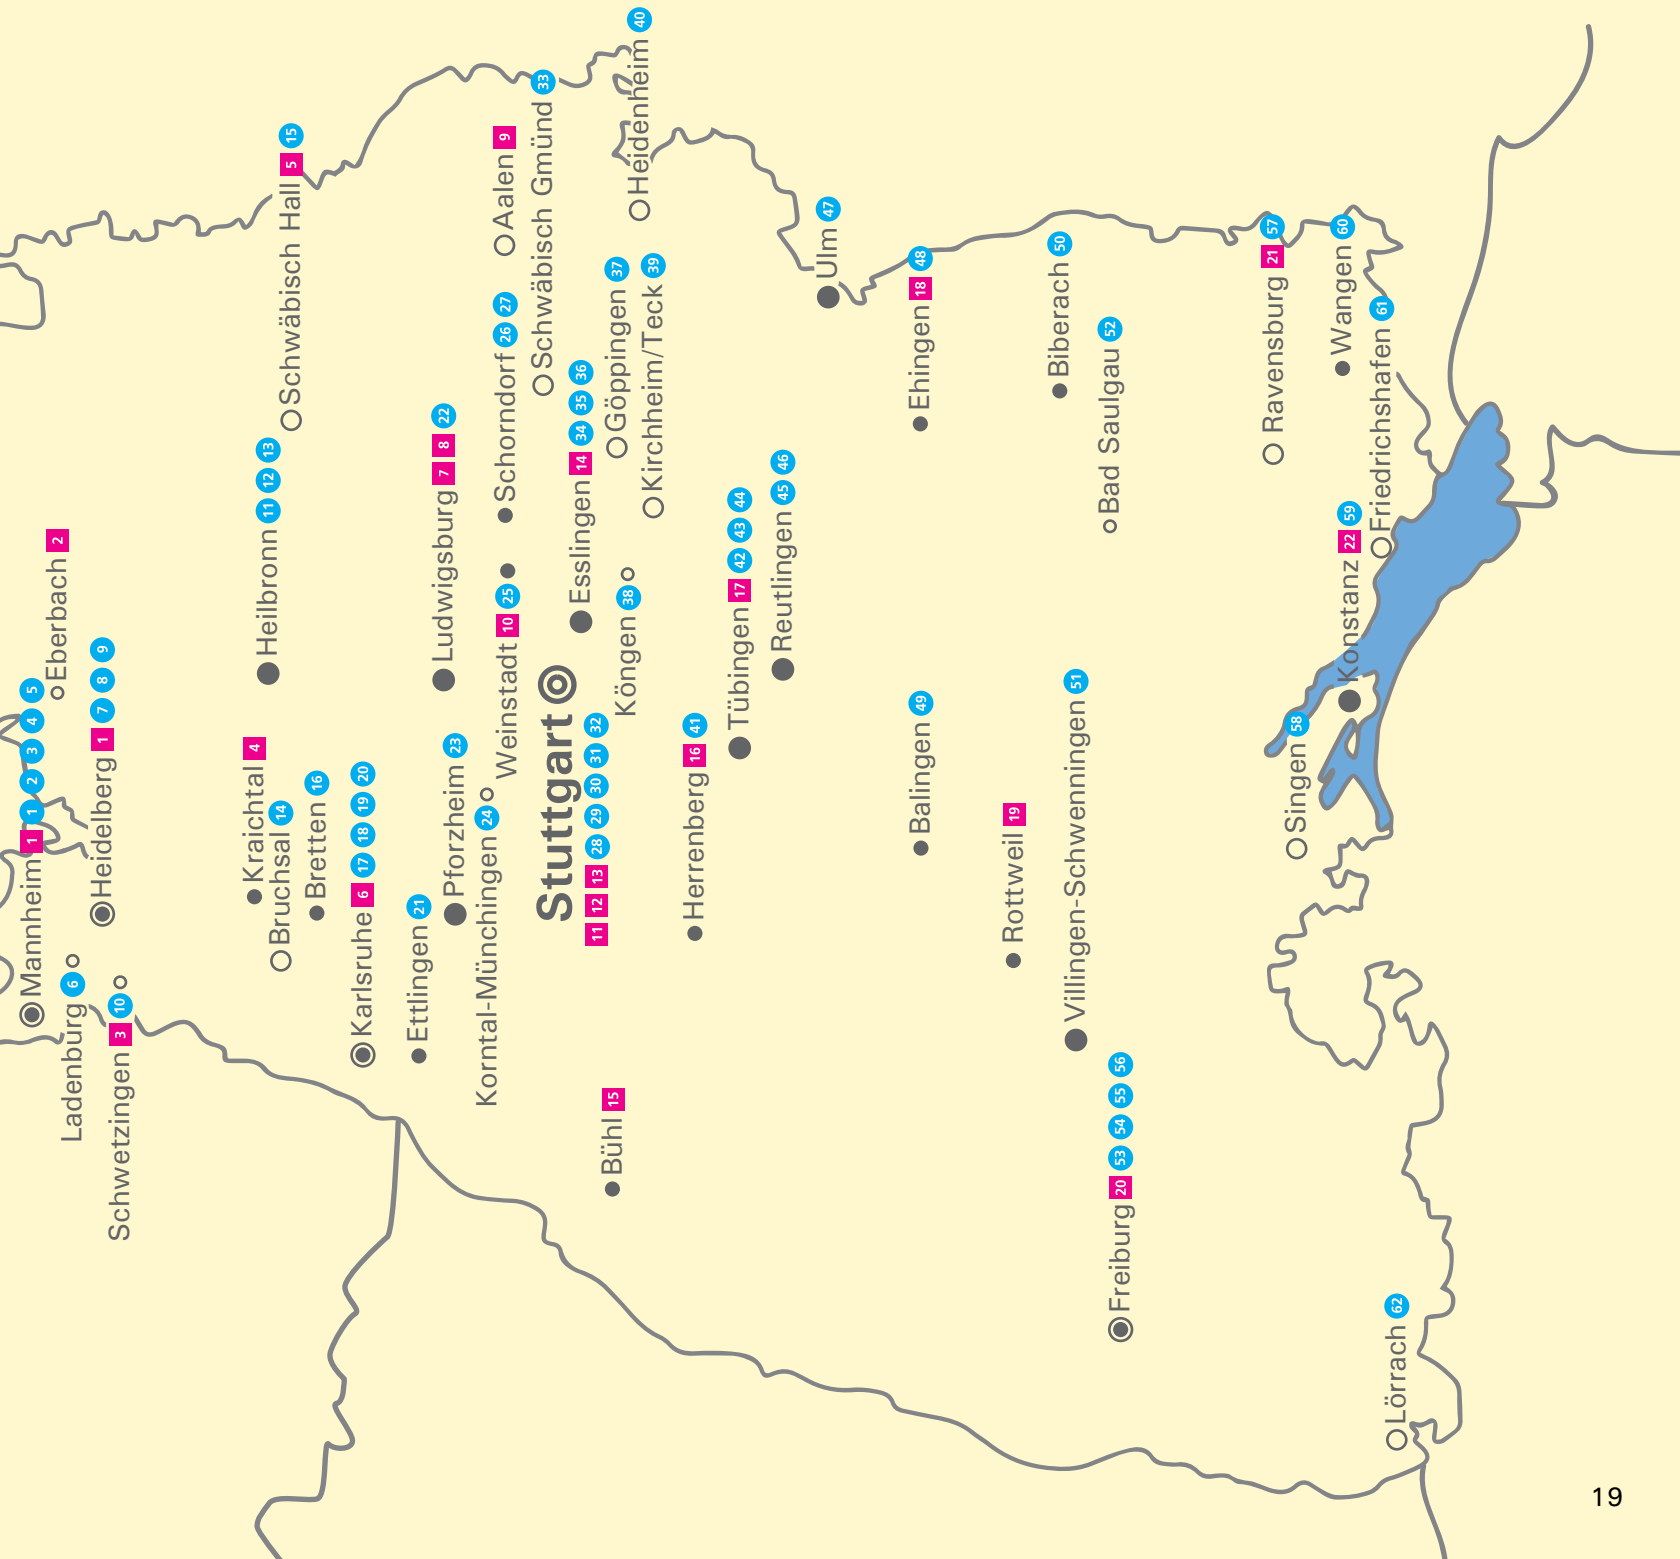 Mannheim 1 1 2 3 4 5
Eberbach 2
Ladenburg 6
Heidelberg 1 7 8 9
Schwetzingen 3 10
Kraichtal 4
Heilbronn 11 12 13
Bruchsal 14
Schwäbisch Hall 5 15
Bretten 16
Karlsruhe 6 17 18 19 20
Ettlingen 21
Ludwigsburg 7 8 22
Pforzheim 23
Korntal-Münchingen 24
Aalen 9
Schorndorf 26 27
Weinstadt 10 25
Schwäbisch Gmünd 33
Stuttgart
11 12 13 28 29 30 31 32
Esslingen 14 34 35 36
Bühl 15
Göppingen 37
Köngen 38
Heidenheim 40
Kirchheim/Teck 39
Herrenberg 16 41
Tübingen 17 42 43 44
Reutlingen 45 46
Ulm 47
Ehingen 18 48
Balingen 49
Rottweil 19
Biberach 50
Villingen-Schwenningen 51
Bad Saulgau 52
Freiburg 20 53 54 55 56
Ravensburg 21 57
Singen 58
Wangen 60
Konstanz 22 59
Friedrichshafen 61
Lörrach 62
19